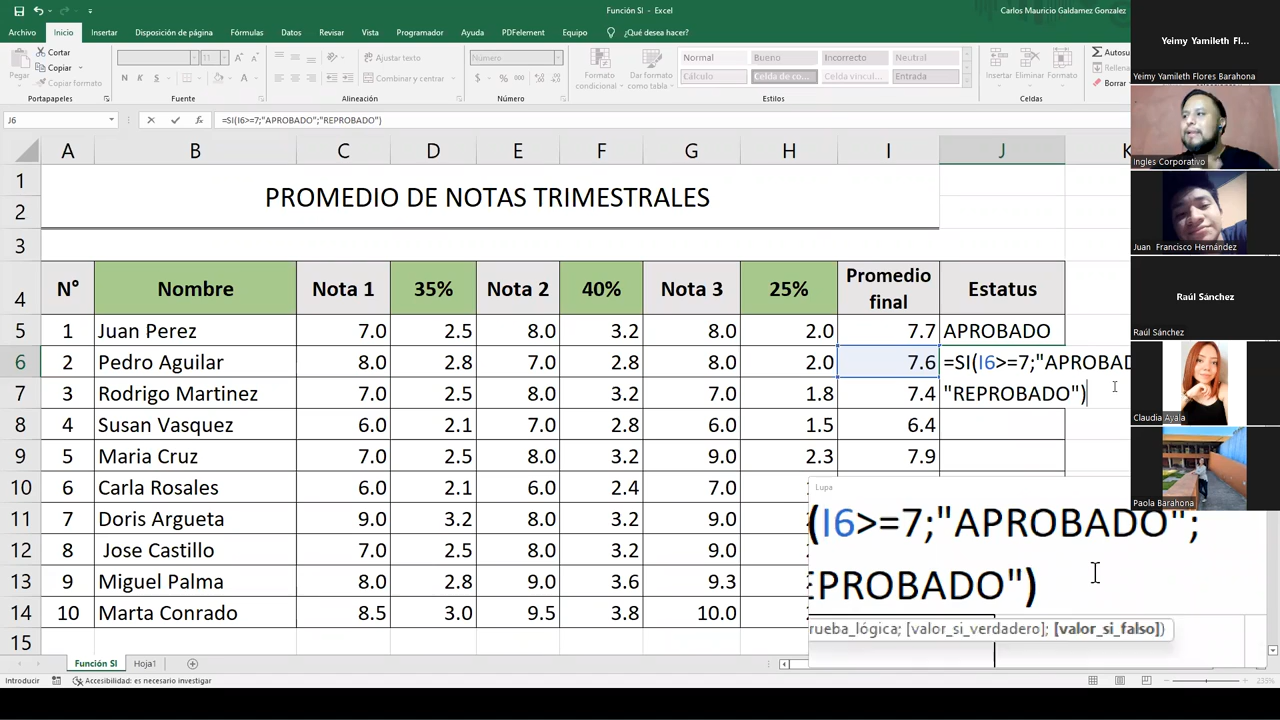 Función SI - Excel
Carlos Mauricio Galdamez Gonzalez
Archivo Inicio Insertar Disposición de página Fórmulas Datos Revisar Vista Programador Ayuda PDFelement Equipo ¿Qué desea hacer?
Pegar
Cortar
Copiar
Copiar formato
Portapapeles
N K S
Fuente
Ajustar texto
Combinar y centrar
Alineación
Número
$ % 000
Número
Formato condicional
Dar formato como tabla
Normal Bueno Incorrecto Neutral
Cálculo Celda de co... Celda vincul... Entrada
Estilos
Insertar Eliminar Formato
Celdas
Autosu
Rellena
Borrar
J6
fx
=SI(I6>=7;"APROBADO";"REPROBADO")
A B C D E F G H I J K
1
2
PROMEDIO DE NOTAS TRIMESTRALES
3
4 N° Nombre Nota 1 35% Nota 2 40% Nota 3 25% Promedio final Estatus
5 1 Juan Perez 7.0 2.5 8.0 3.2 8.0 2.0 7.7 APROBADO
6 2 Pedro Aguilar 8.0 2.8 7.0 2.8 8.0 2.0 7.6 =SI(I6>=7;"APROBAD
7 3 Rodrigo Martinez 7.0 2.5 8.0 3.2 7.0 1.8 7.4 "REPROBADO")
8 4 Susan Vasquez 6.0 2.1 7.0 2.8 6.0 1.5 6.4
9 5 Maria Cruz 7.0 2.5 8.0 3.2 9.0 2.3 7.9
10 6 Carla Rosales 6.0 2.1 6.0 2.4 7.0
11 7 Doris Argueta 9.0 3.2 8.0 3.2 9.0
12 8 Jose Castillo 7.0 2.5 8.0 3.2 9.0
13 9 Miguel Palma 8.0 2.8 9.0 3.6 9.3
14 10 Marta Conrado 8.5 3.0 9.5 3.8 10.0
15
Lupa
(I6>=7;"APROBADO";
EPROBADO")
rueba_lógica; [valor_si_verdadero]; [valor_si_falso])
Función SI Hoja1
Introducir
Accesibilidad: es necesario investigar
235%
Yeimy Yamileth Fl...
Yeimy Yamileth Flores Barahona
Ingles Corporativo
Juan Francisco Hernández
Raúl Sánchez
Raúl Sánchez
Claudia Ayala
Paola Barahona